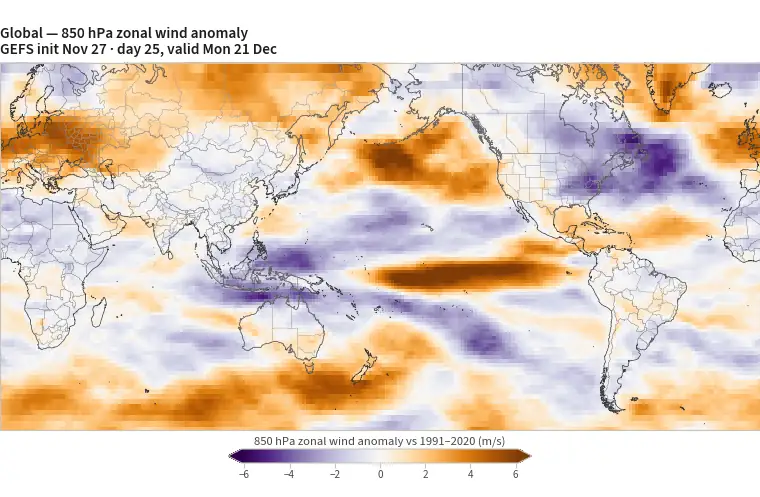 Global — 850 hPa zonal wind anomaly
GEFS init Nov 27 · day 25, valid Mon 21 Dec
850 hPa zonal wind anomaly vs 1991–2020 (m/s)
−6 −4 −2 0 2 4 6